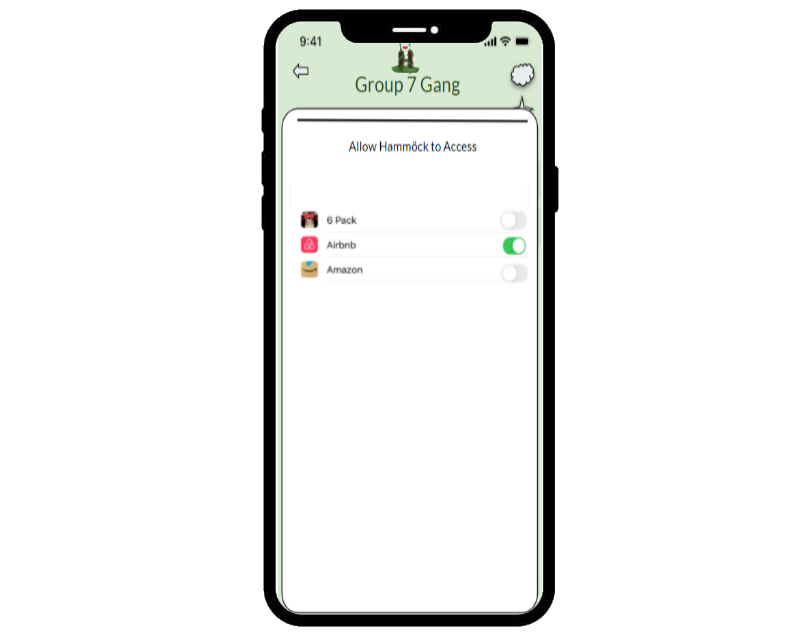 9:41
Group 7 Gang
Allow Hammöck to Access
6 Pack
Airbnb
Amazon